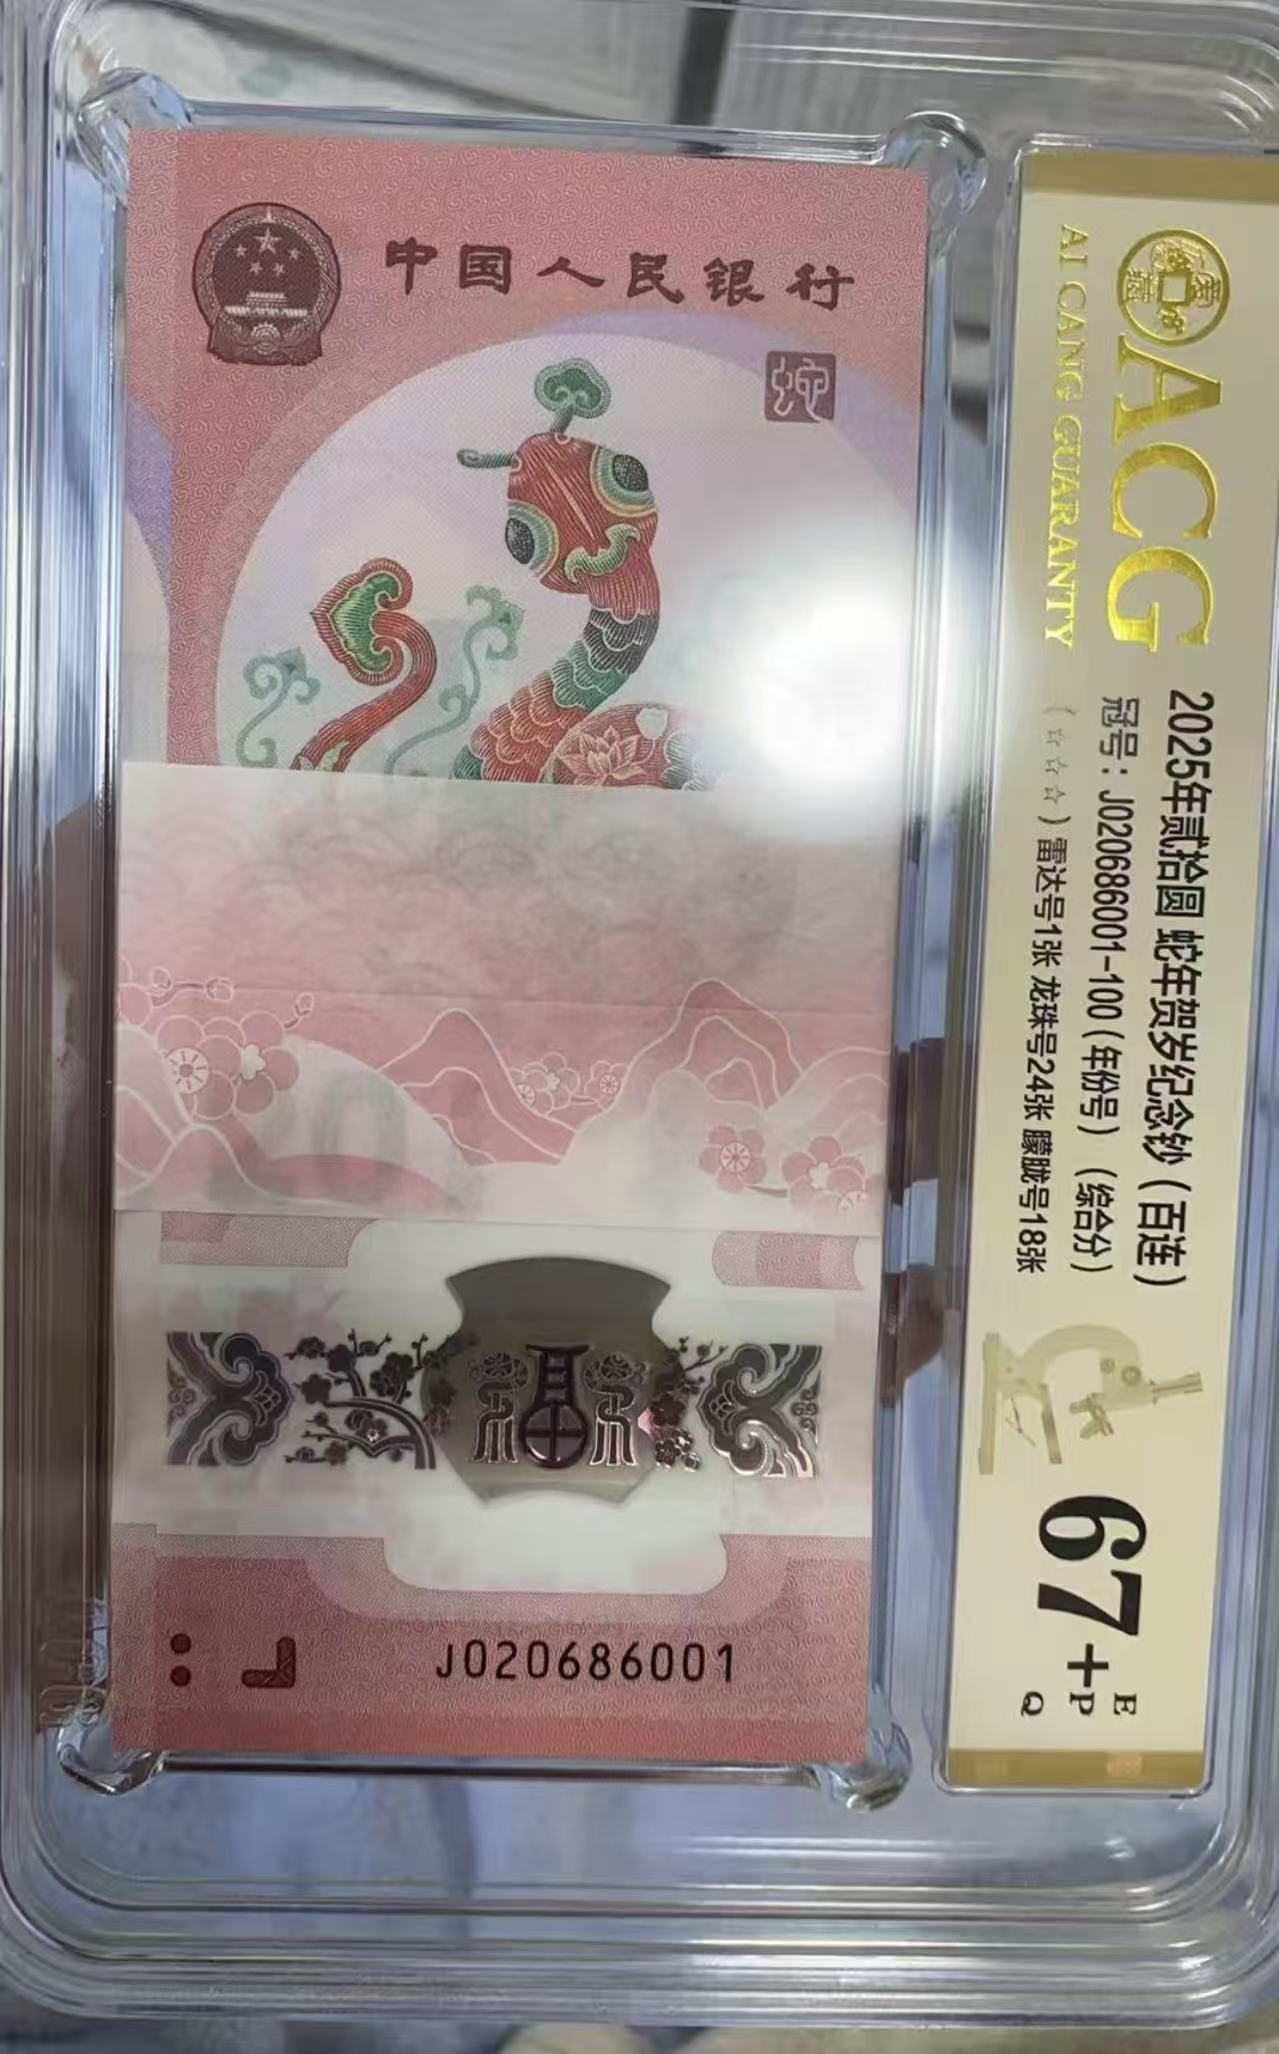 中国人民银行
蛇
J020686001
ACG
AI CANG GUARANTY
2025年贰拾圆 蛇年贺岁纪念钞（百连）
冠号：J020686001-100（年份号）（综合分）
（☆☆☆）雷达号1张 龙珠号24张 朦胧号18张
67+
E
P
Q